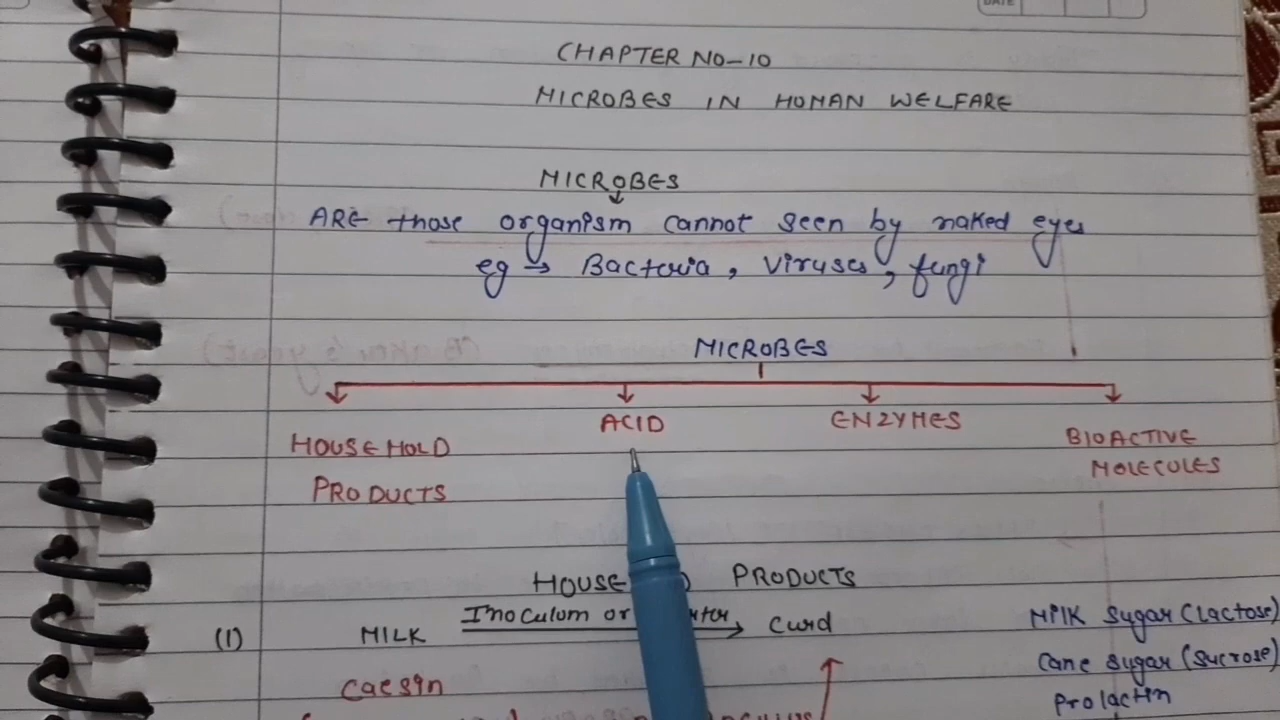 DATE
CHAPTER NO-10
MICROBES IN HUMAN WELFARE
MICROBES
ARE those organism cannot seen by naked eyes
eg → Bacteria, Viruses, fungi
MICROBES
HOUSEHOLD PRODUCTS
ACID
ENZYMES
BIOACTIVE MOLECULES
PRODUCTS
(1) MILK Inoculum or → Curd
Caesin
Milk Sugar (Lactose)
Cane Sugar (Sucrose)
Prolactin